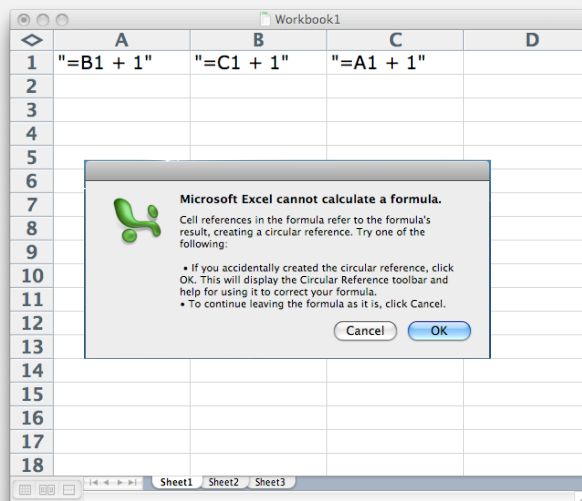 Workbook1
A B C D
1 "=B1 + 1" "=C1 + 1" "=A1 + 1"
2
3
4
5
6
7
8
9
10
11
12
13
14
15
16
17
18
Microsoft Excel cannot calculate a formula.
Cell references in the formula refer to the formula's
result, creating a circular reference. Try one of the
following:
• If you accidentally created the circular reference, click
OK. This will display the Circular Reference toolbar and
help for using it to correct your formula.
• To continue leaving the formula as it is, click Cancel.
Cancel OK
Sheet1 Sheet2 Sheet3